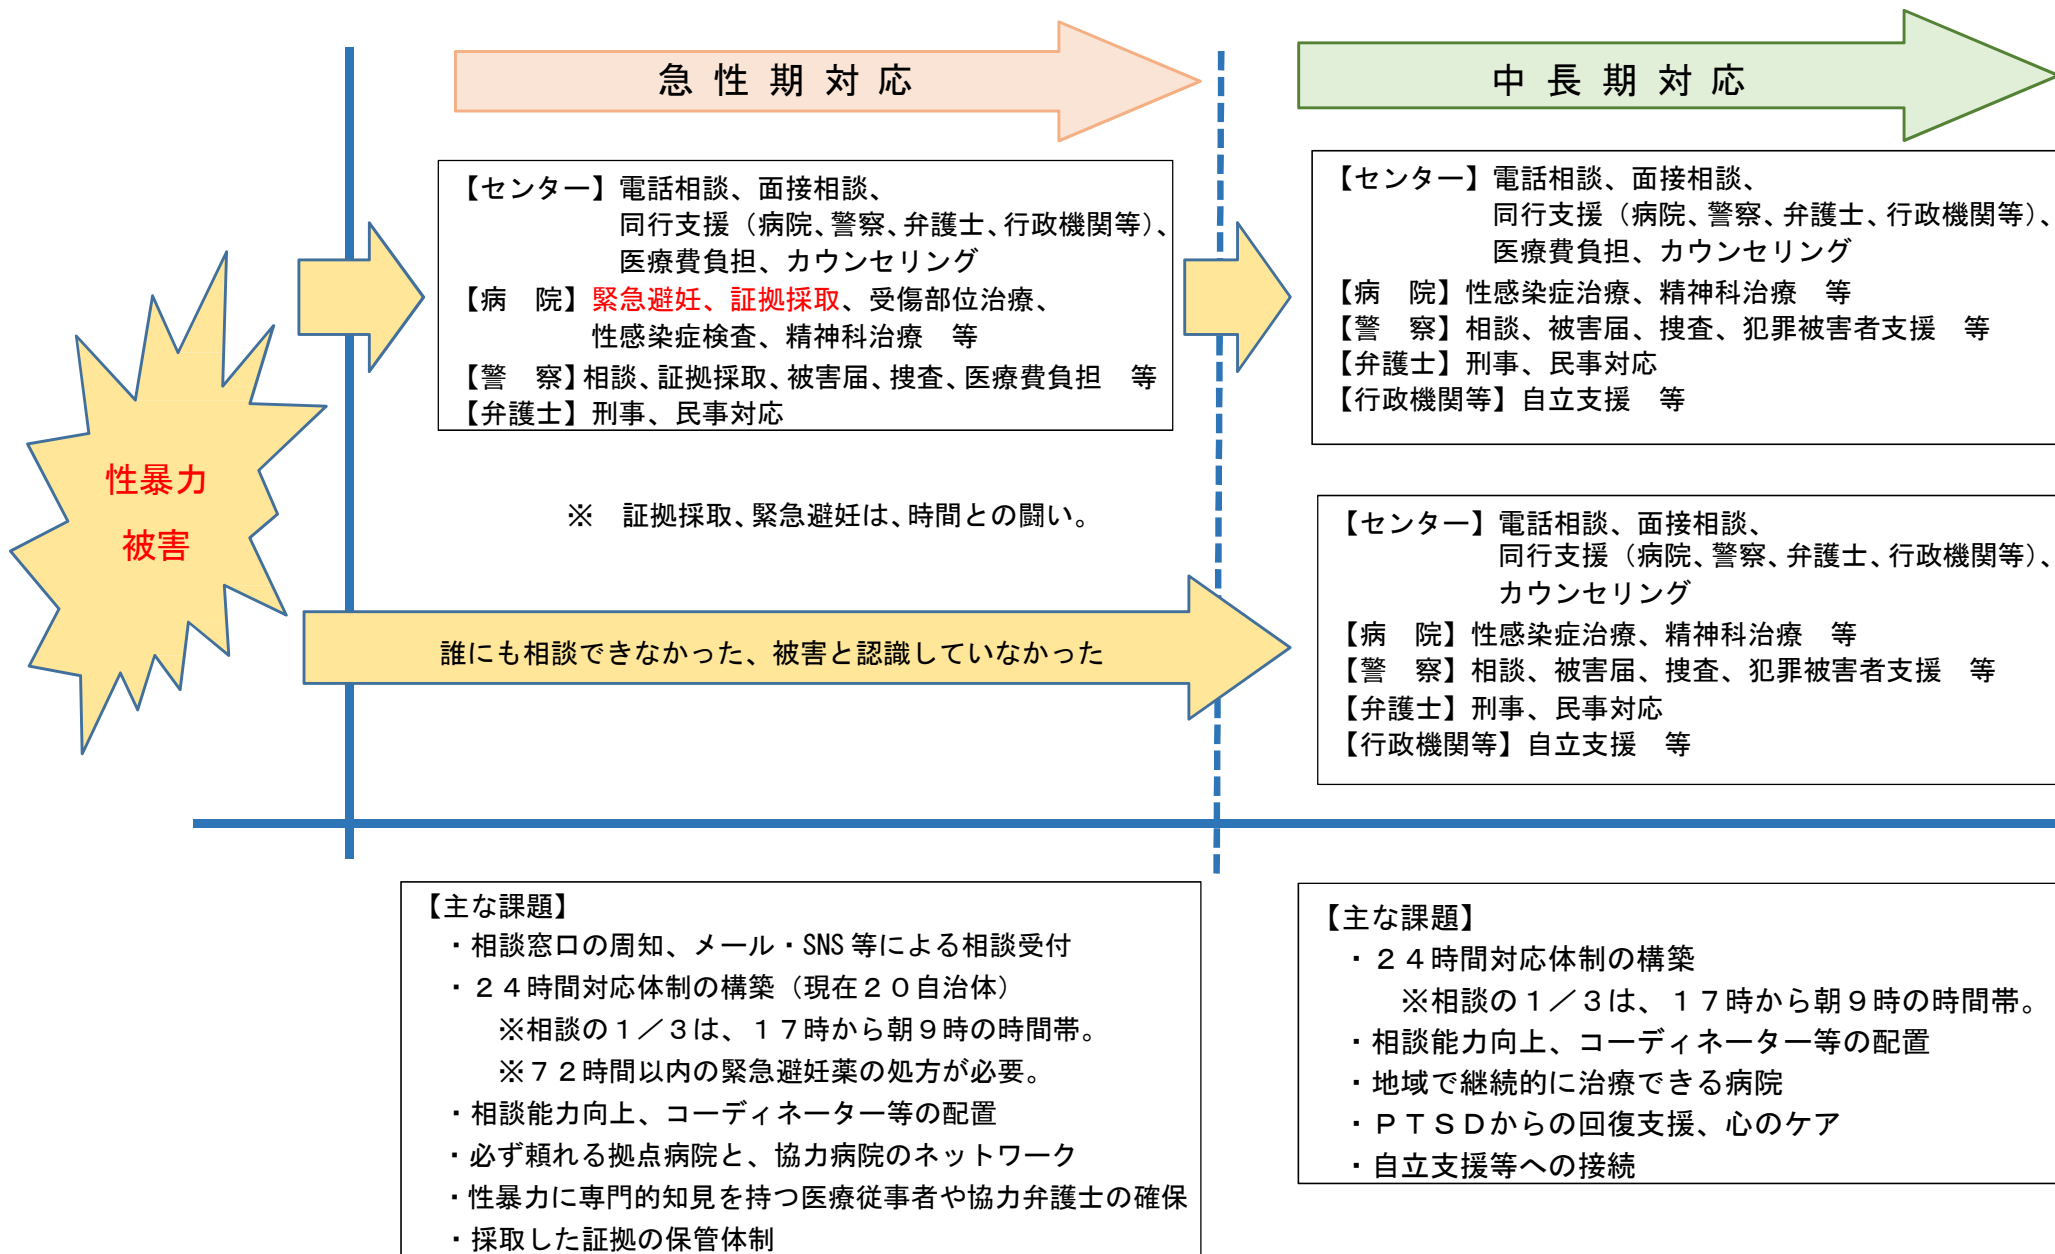 急性期対応
中長期対応
性暴力
被害
【センター】電話相談、面接相談、
同行支援（病院、警察、弁護士、行政機関等）、
医療費負担、カウンセリング
【病　院】緊急避妊、証拠採取、受傷部位治療、
性感染症検査、精神科治療　等
【警　察】相談、証拠採取、被害届、捜査、医療費負担　等
【弁護士】刑事、民事対応
※　証拠採取、緊急避妊は、時間との闘い。
誰にも相談できなかった、被害と認識していなかった
【センター】電話相談、面接相談、
同行支援（病院、警察、弁護士、行政機関等）、
医療費負担、カウンセリング
【病　院】性感染症治療、精神科治療　等
【警　察】相談、被害届、捜査、犯罪被害者支援　等
【弁護士】刑事、民事対応
【行政機関等】自立支援　等
【センター】電話相談、面接相談、
同行支援（病院、警察、弁護士、行政機関等）、
カウンセリング
【病　院】性感染症治療、精神科治療　等
【警　察】相談、被害届、捜査、犯罪被害者支援　等
【弁護士】刑事、民事対応
【行政機関等】自立支援　等
【主な課題】
・相談窓口の周知、メール・SNS等による相談受付
・２４時間対応体制の構築（現在２０自治体）
※相談の１／３は、１７時から朝９時の時間帯。
※７２時間以内の緊急避妊薬の処方が必要。
・相談能力向上、コーディネーター等の配置
・必ず頼れる拠点病院と、協力病院のネットワーク
・性暴力に専門的知見を持つ医療従事者や協力弁護士の確保
・採取した証拠の保管体制
【主な課題】
・２４時間対応体制の構築
※相談の１／３は、１７時から朝９時の時間帯。
・相談能力向上、コーディネーター等の配置
・地域で継続的に治療できる病院
・ＰＴＳＤからの回復支援、心のケア
・自立支援等への接続